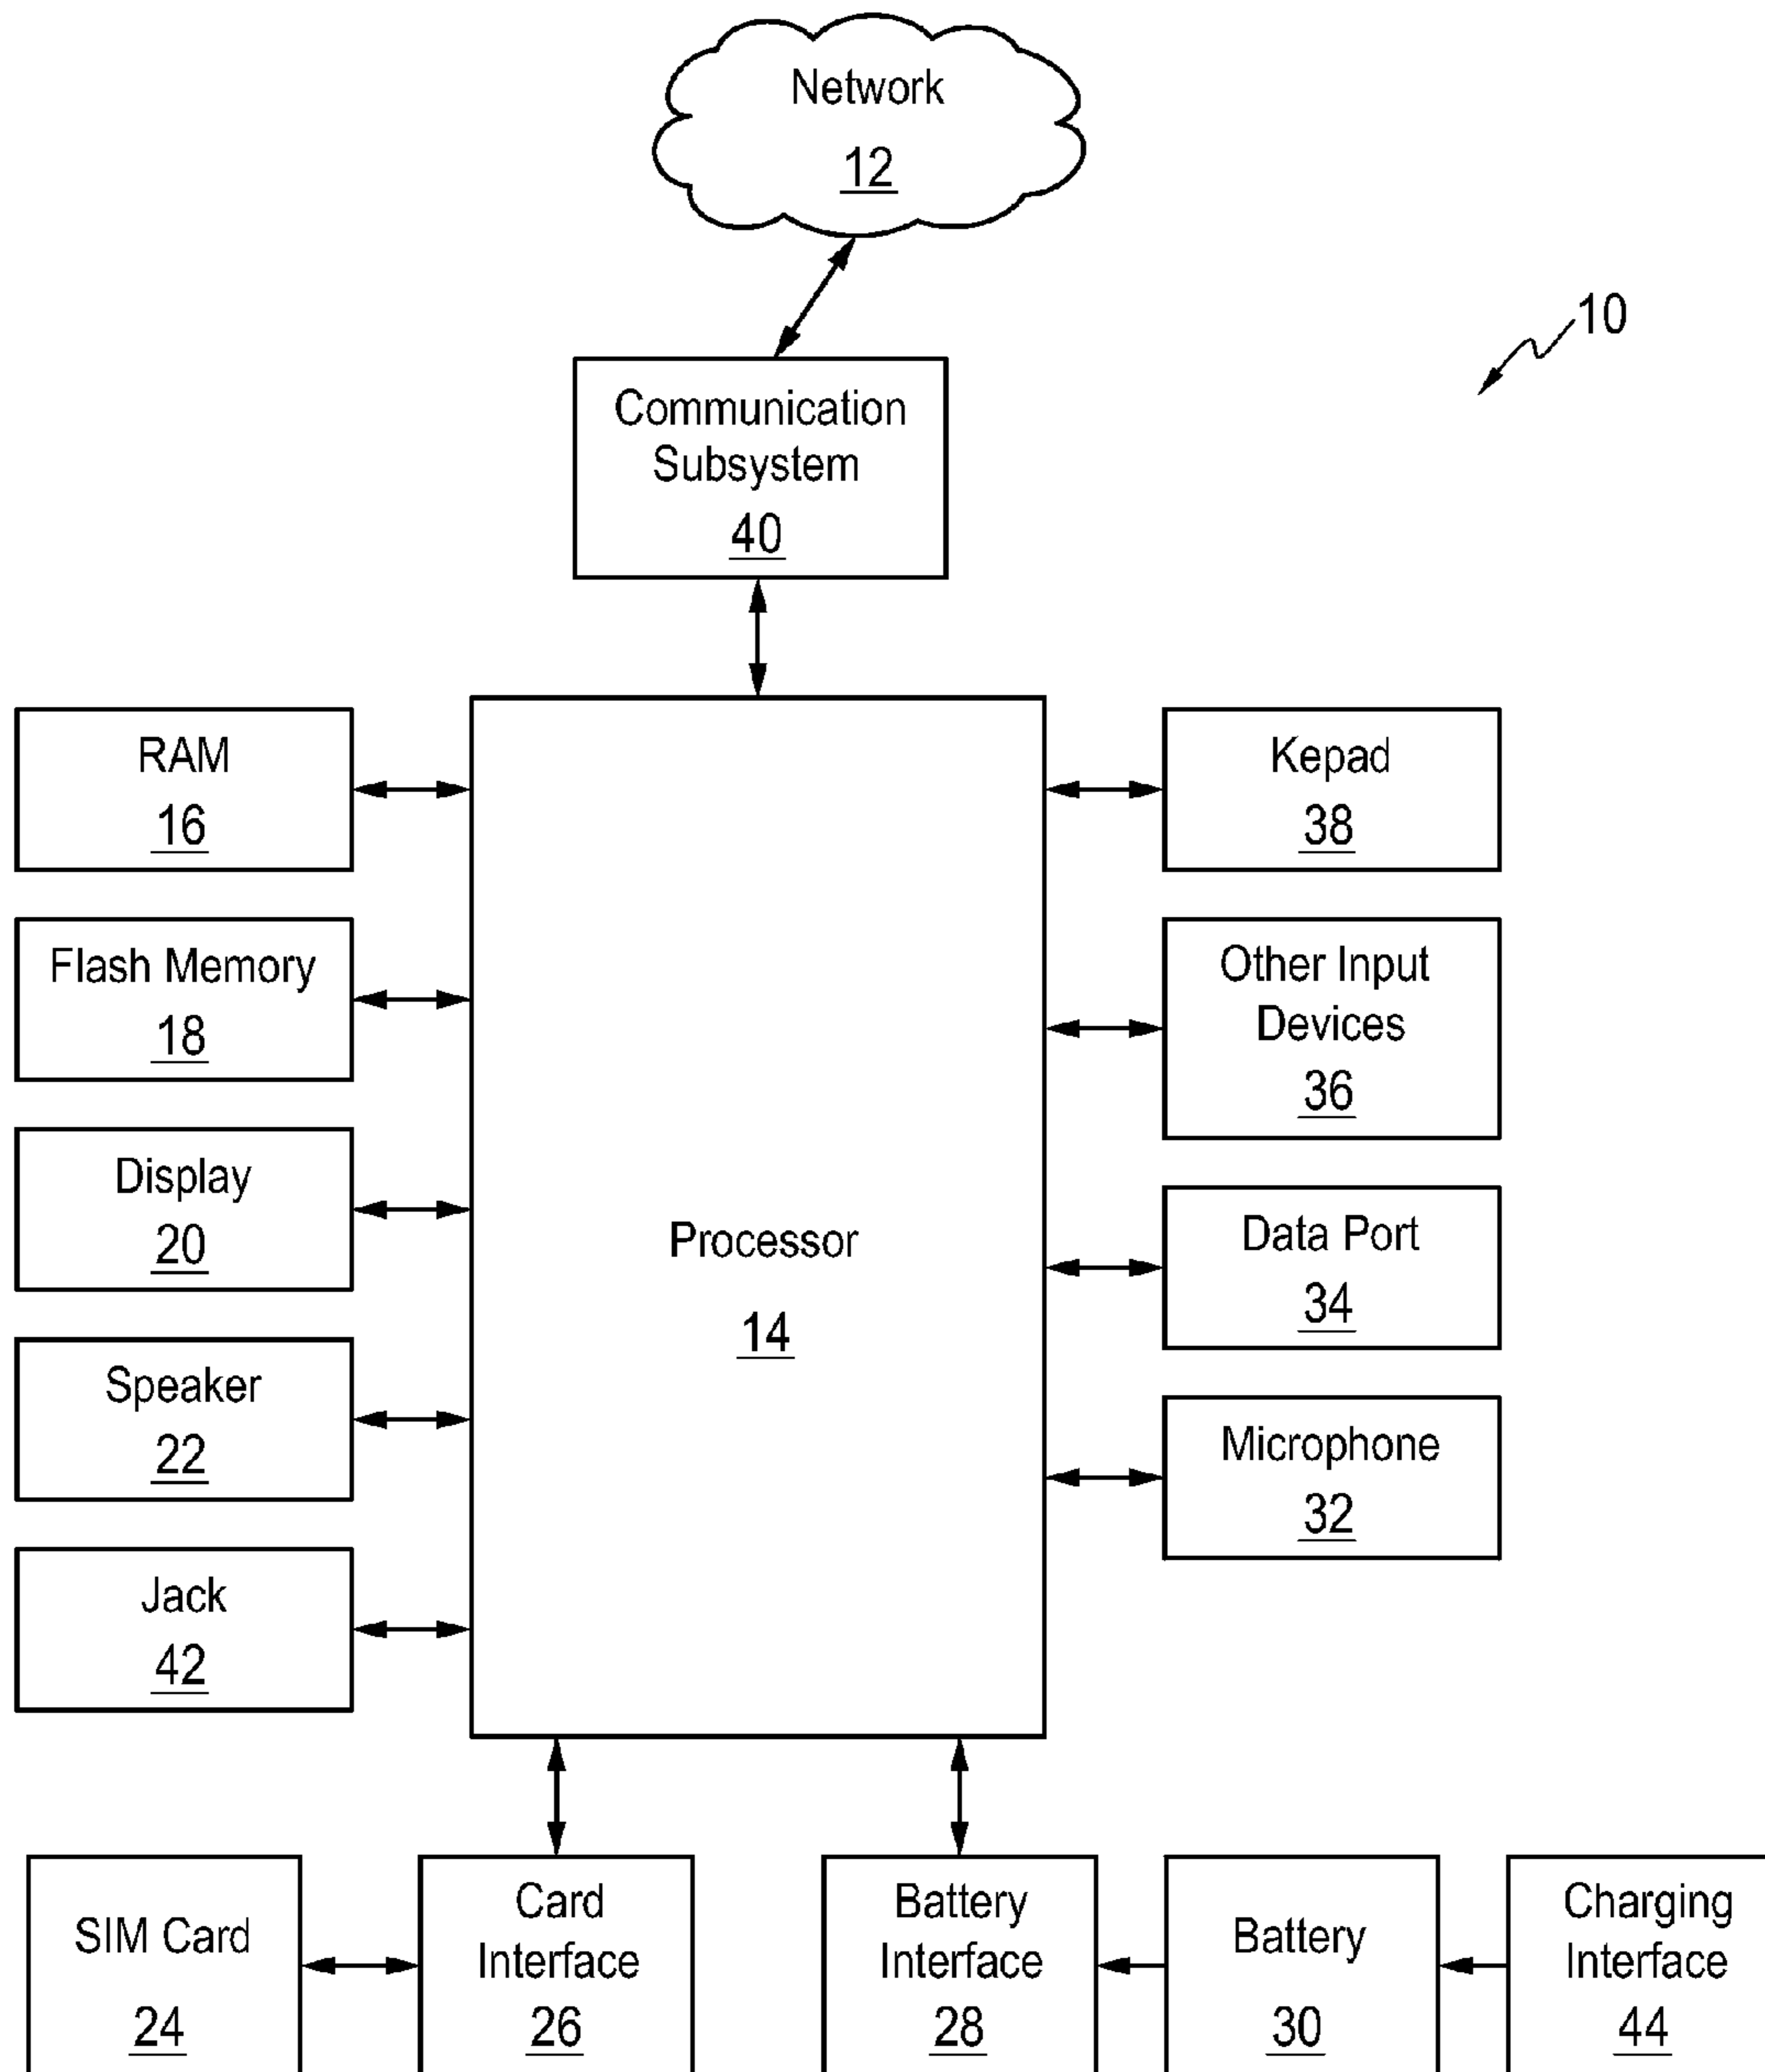 Network
12
10
Communication
Subsystem
40
RAM
16
Flash Memory
18
Display
20
Speaker
22
Jack
42
Processor
14
Kepad
38
Other Input
Devices
36
Data Port
34
Microphone
32
SIM Card
24
Card
Interface
26
Battery
Interface
28
Battery
30
Charging
Interface
44